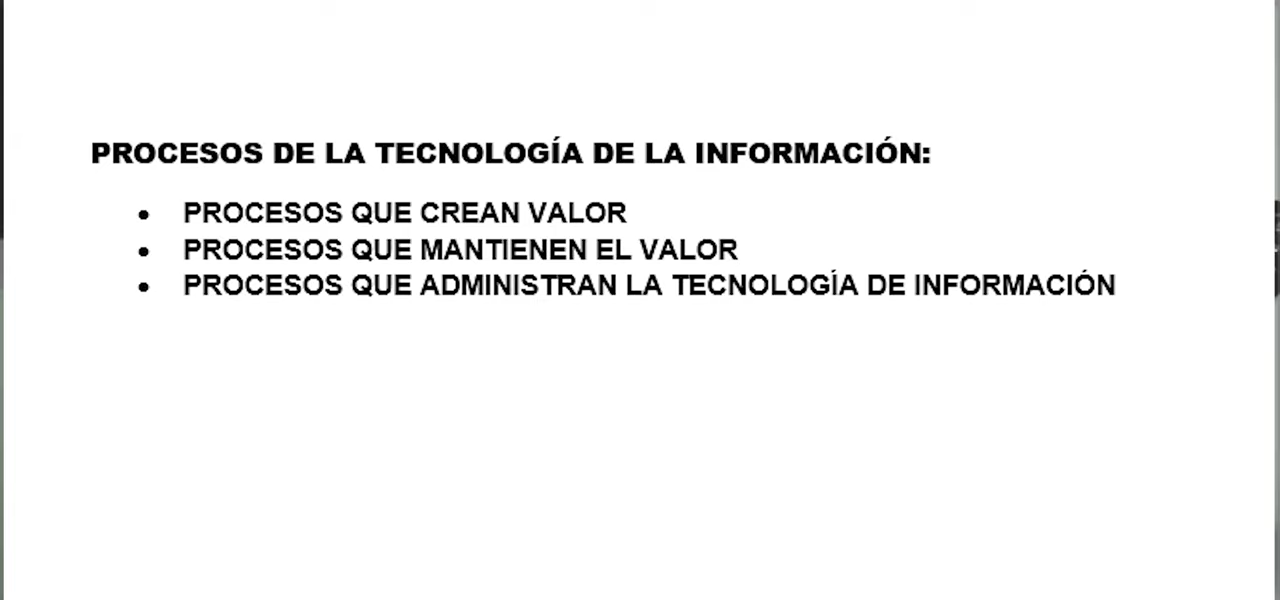 PROCESOS DE LA TECNOLOGÍA DE LA INFORMACIÓN:
• PROCESOS QUE CREAN VALOR
• PROCESOS QUE MANTIENEN EL VALOR
• PROCESOS QUE ADMINISTRAN LA TECNOLOGÍA DE INFORMACIÓN